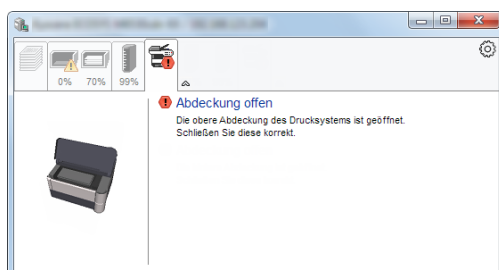 0%
70%
99%
Abdeckung offen
Die obere Abdeckung des Drucksystems ist geöffnet.
Schließen Sie diese korrekt.